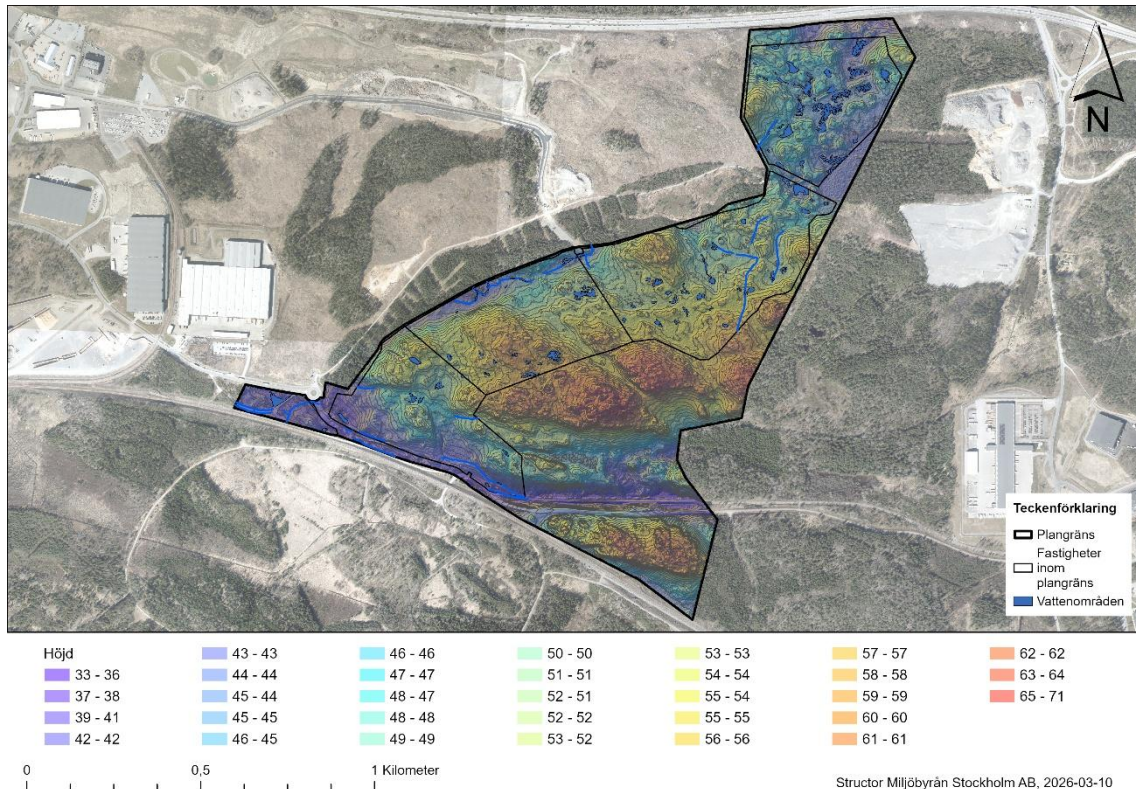 N
Teckenförklaring
Plangräns
Fastigheter
inom
plangräns
Vattenområden
Höjd
33 - 36
37 - 38
39 - 41
42 - 42
43 - 43
44 - 44
45 - 44
45 - 45
46 - 45
46 - 46
47 - 47
48 - 47
48 - 48
49 - 49
50 - 50
51 - 51
52 - 51
52 - 52
53 - 52
53 - 53
54 - 54
55 - 54
55 - 55
56 - 56
57 - 57
58 - 58
59 - 59
60 - 60
61 - 61
62 - 62
63 - 64
65 - 71
0 0,5 1 Kilometer
Structor Miljöbyrån Stockholm AB, 2026-03-10